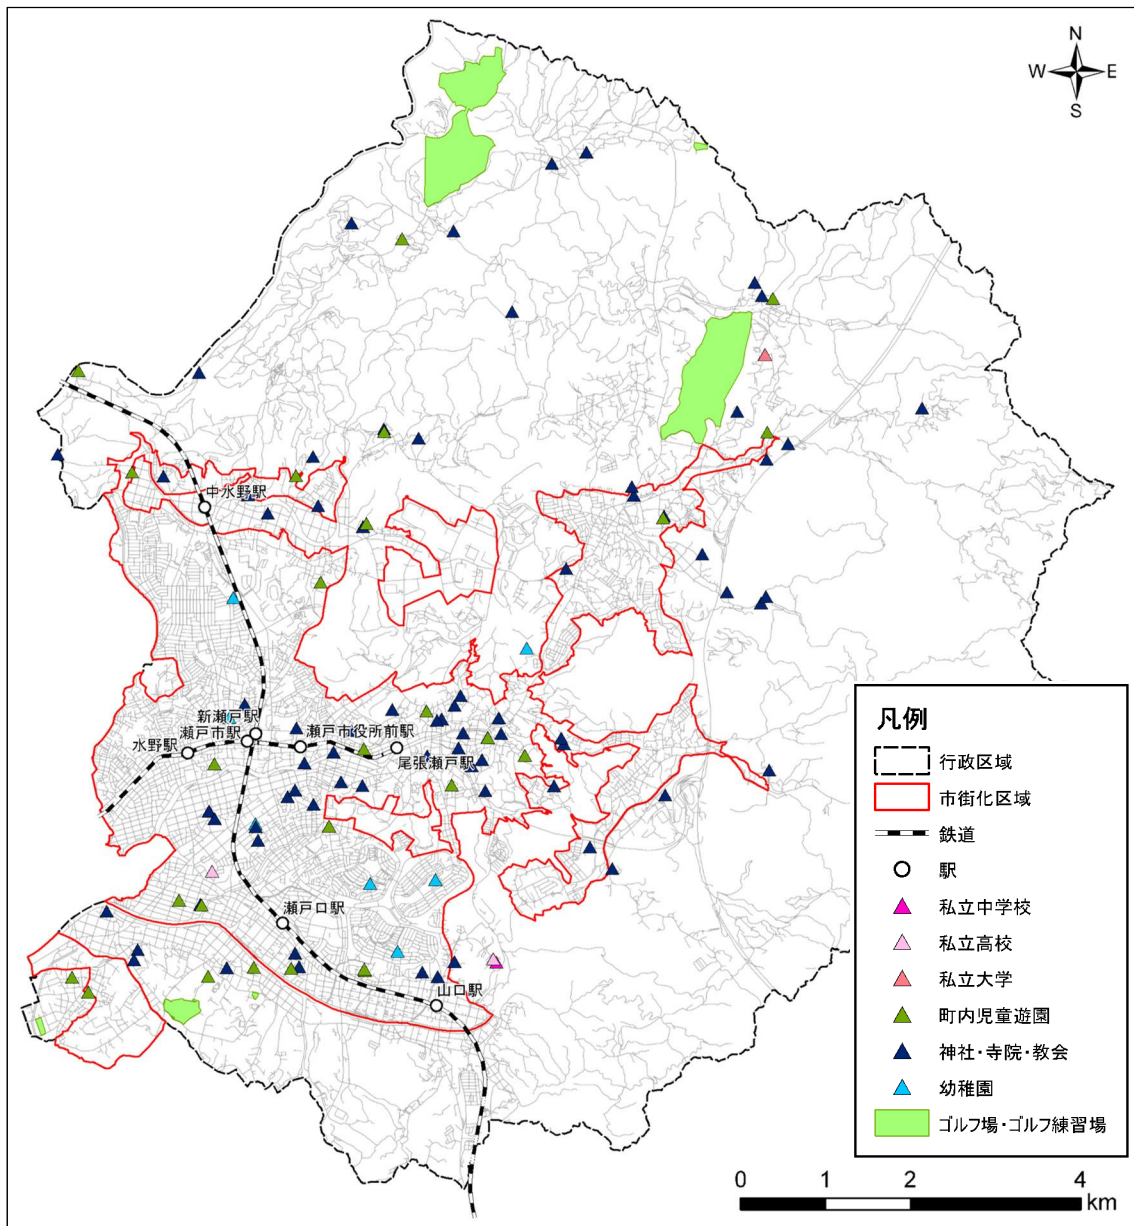 N
W E
S
中水野駅
新瀬戸駅
瀬戸市駅
水野駅
瀬戸市役所前駅
尾張瀬戸駅
瀬戸口駅
山口駅
凡例
行政区域
市街化区域
鉄道
駅
私立中学校
私立高校
私立大学
町内児童遊園
神社・寺院・教会
幼稚園
ゴルフ場・ゴルフ練習場
0 1 2 4
km